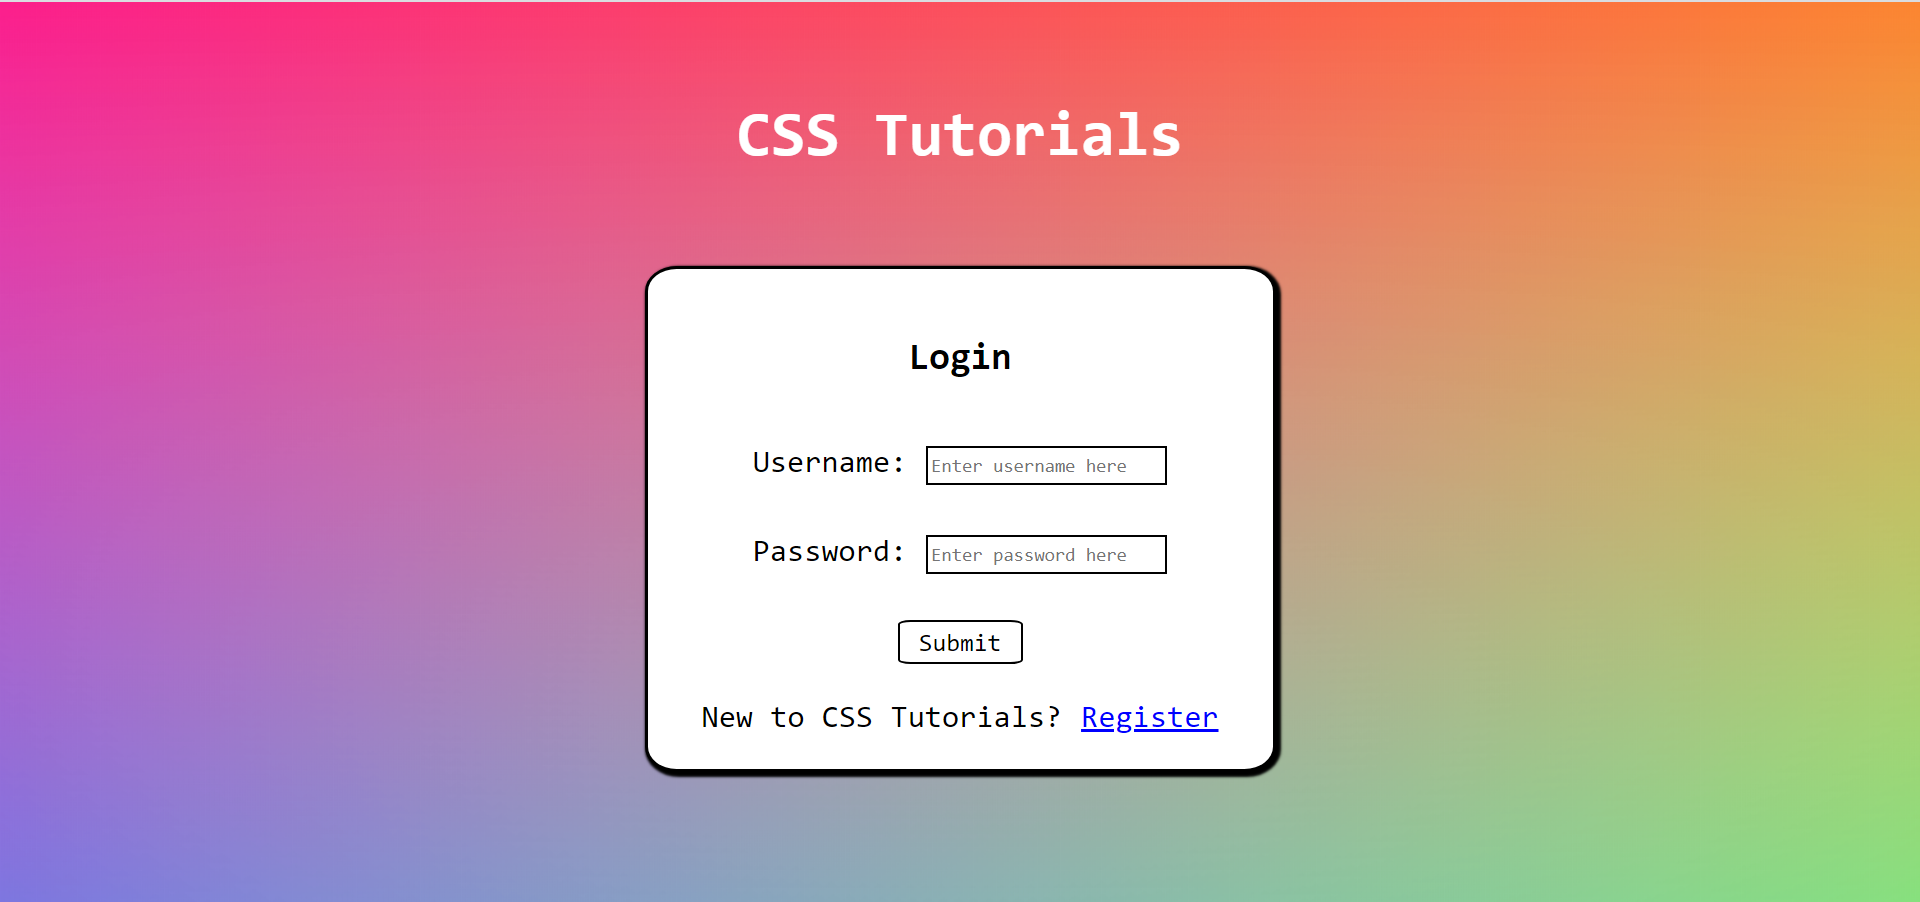 CSS Tutorials
Login
Username: Enter username here
Password: Enter password here
Submit
New to CSS Tutorials? Register